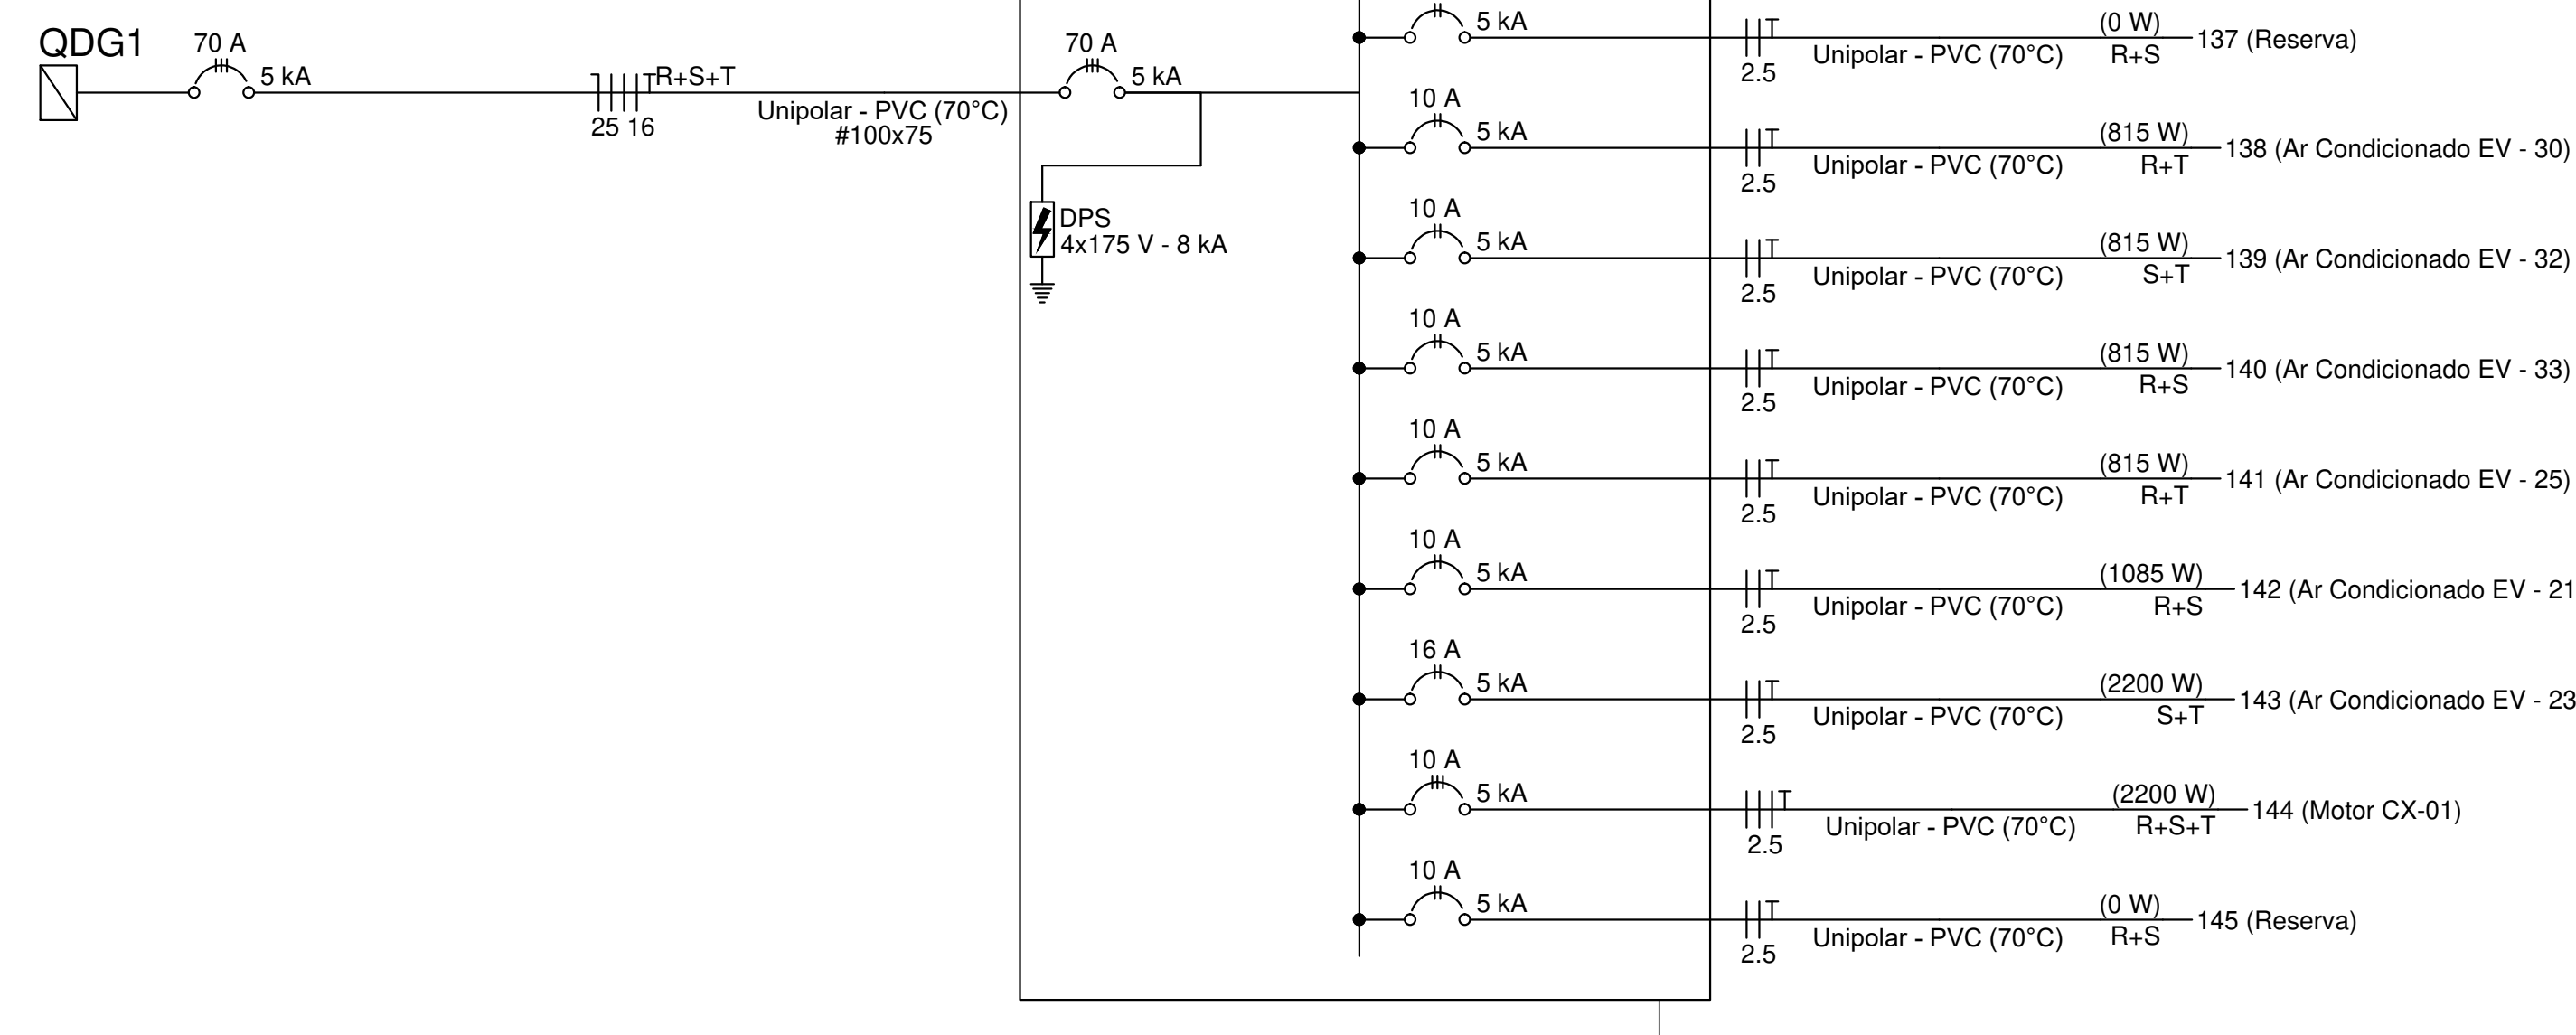 QDG1
70 A
5 kA
R+S+T
25 16
Unipolar - PVC (70°C)
#100x75
70 A
5 kA
DPS
4x175 V - 8 kA
5 kA
T
2.5
Unipolar - PVC (70°C)
(0 W)
R+S
137 (Reserva)
10 A
5 kA
T
2.5
Unipolar - PVC (70°C)
(815 W)
R+T
138 (Ar Condicionado EV - 30)
10 A
5 kA
T
2.5
Unipolar - PVC (70°C)
(815 W)
S+T
139 (Ar Condicionado EV - 32)
10 A
5 kA
T
2.5
Unipolar - PVC (70°C)
(815 W)
R+S
140 (Ar Condicionado EV - 33)
10 A
5 kA
T
2.5
Unipolar - PVC (70°C)
(815 W)
R+T
141 (Ar Condicionado EV - 25)
10 A
5 kA
T
2.5
Unipolar - PVC (70°C)
(1085 W)
R+S
142 (Ar Condicionado EV - 21
16 A
5 kA
T
2.5
Unipolar - PVC (70°C)
(2200 W)
S+T
143 (Ar Condicionado EV - 23
10 A
5 kA
T
2.5
Unipolar - PVC (70°C)
(2200 W)
R+S+T
144 (Motor CX-01)
10 A
5 kA
T
2.5
Unipolar - PVC (70°C)
(0 W)
R+S
145 (Reserva)